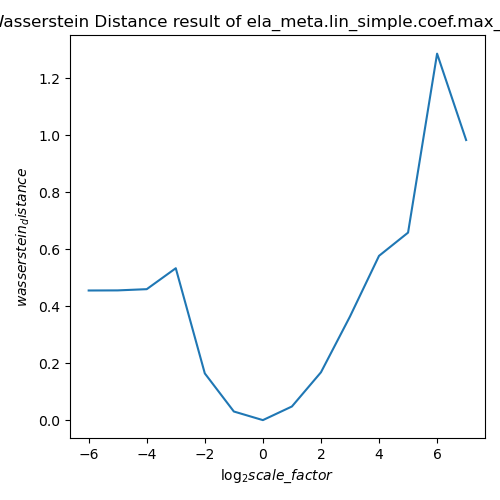 Wasserstein Distance result of ela_meta.lin_simple.coef.max_
1.2
1.0
0.8
0.6
0.4
0.2
0.0
wasserstein_distance
−6 −4 −2 0 2 4 6
log₂scale_factor